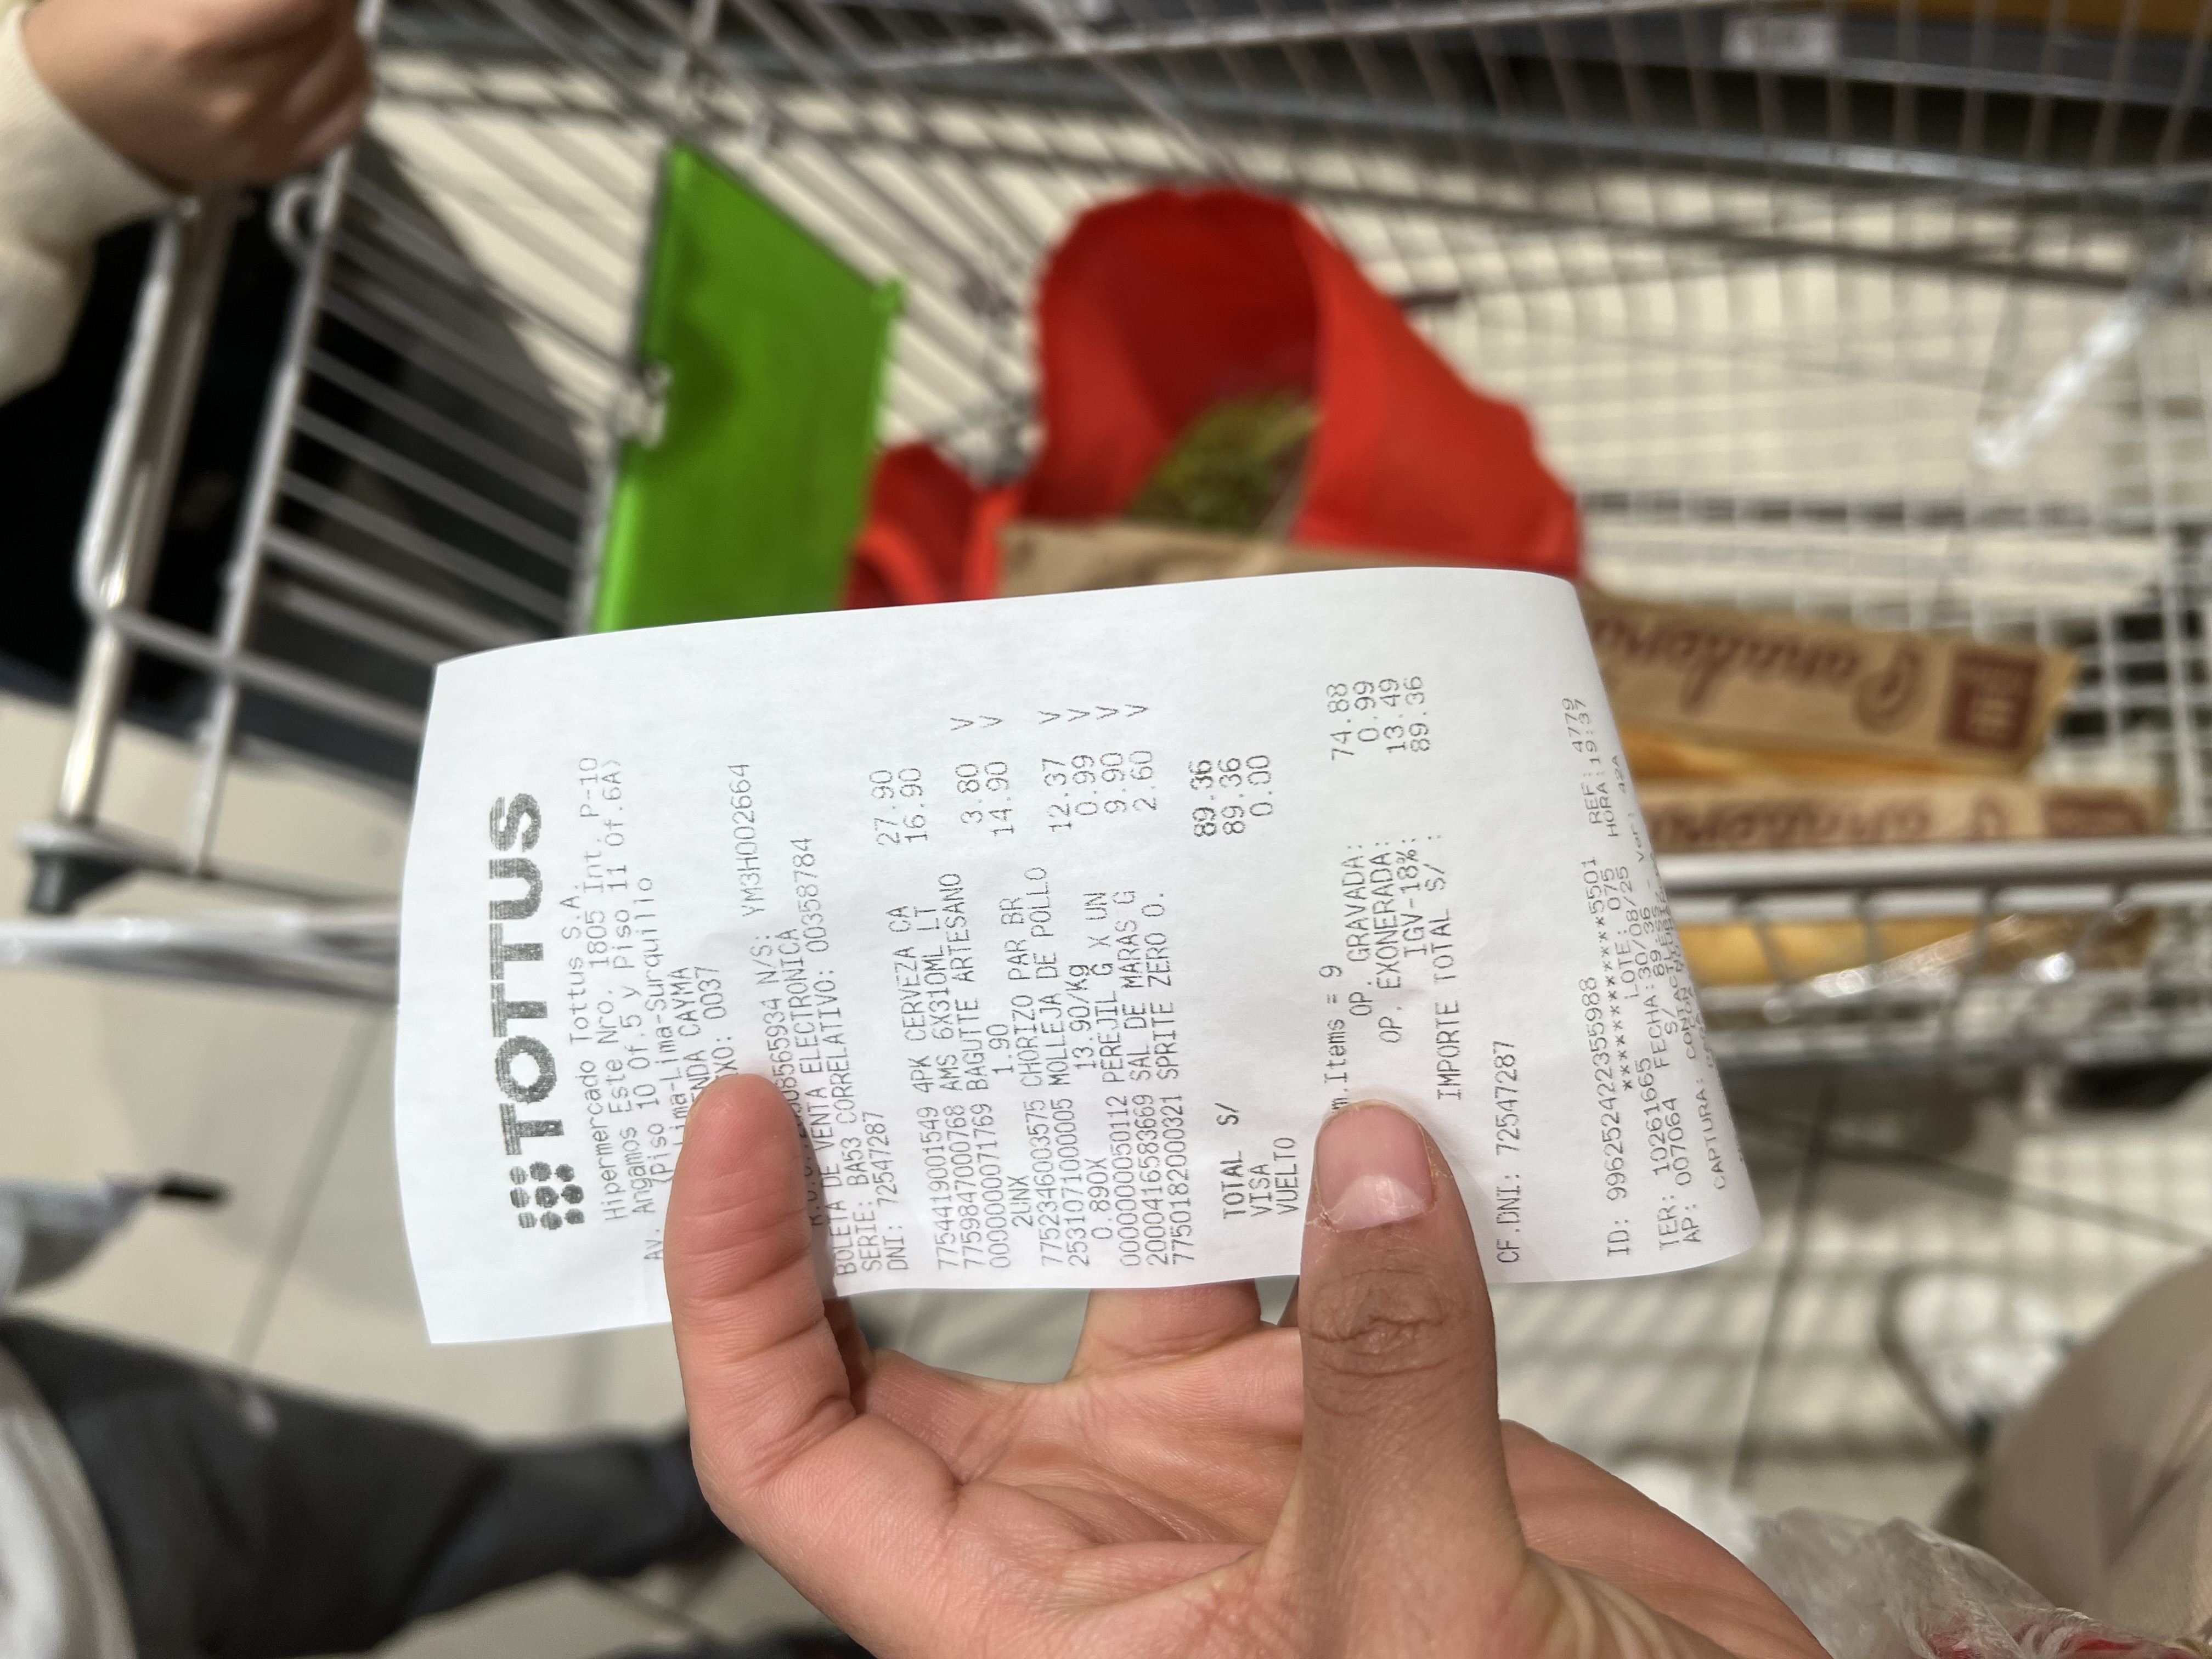 TOTTUS
Hipermercado Tottus S.A.
Av. Angamos Este Nro. 1805 Int. P-10
(Piso 10 Of.5 y Piso 11 Of.6A)
Lima-Lima-Surquillo
ENDA CAYMA
EXO: 0037
R.U.C.:20508565934 N/S: YM3H002664
BOLETA DE VENTA ELECTRONICA
SERIE: BA53 CORRELATIVO: 00358784
DNI: 72547287
7754419001549 4PK CERVEZA CA 27.90
7759847000768 AMS 6X310ML LT 16.90
0000000071769 BAGUTTE ARTESANO
2UNX 1.90 3.80 V
7752346003575 CHORIZO PAR BR 14.90 V
2531071000005 MOLLEJA DE POLLO
0.890X 13.90/Kg 12.37 V
0000000050112 PEREJIL G X UN 0.99 V
2000416583669 SAL DE MARAS G 9.90 V
7750182000321 SPRITE ZERO O. 2.60 V
TOTAL S/ 89.36
VISA 89.36
VUELTO 0.00
m.Items = 9
OP. GRAVADA: 74.88
OP. EXONERADA: 0.99
IGV-18%: 13.49
IMPORTE TOTAL S/ : 89.36
CF.DNI: 72547287
ID: 996252422355988
************5501 REF: 4779
TER: 10261665 LOTE: 075 HORA:19:37
AP: 007064 FECHA:30/08/25
S/ 89.36
CAPTURA: CONTACTLESS - Ver: 42A